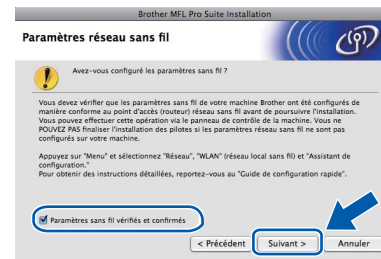 Brother MFL Pro Suite Installation
Paramètres réseau sans fil
Avez-vous configuré les paramètres sans fil ?
Vous devez vérifier que les paramètres sans fil de votre machine Brother ont été configurés de
manière conforme au point d'accès (routeur) réseau sans fil avant de poursuivre l'installation.
Vous pouvez effectuer cette opération via le panneau de contrôle de la machine. Vous ne
POUVEZ PAS finaliser l'installation des pilotes si les paramètres réseau sans fil ne sont pas
configurés sur votre machine.
Appuyez sur "Menu" et sélectionnez "Réseau", "WLAN" (réseau local sans fil) et "Assistant de
configuration."
Pour obtenir des instructions détaillées, reportez-vous au "Guide de configuration rapide".
Paramètres sans fil vérifiés et confirmés
< Précédent
Suivant >
Annuler